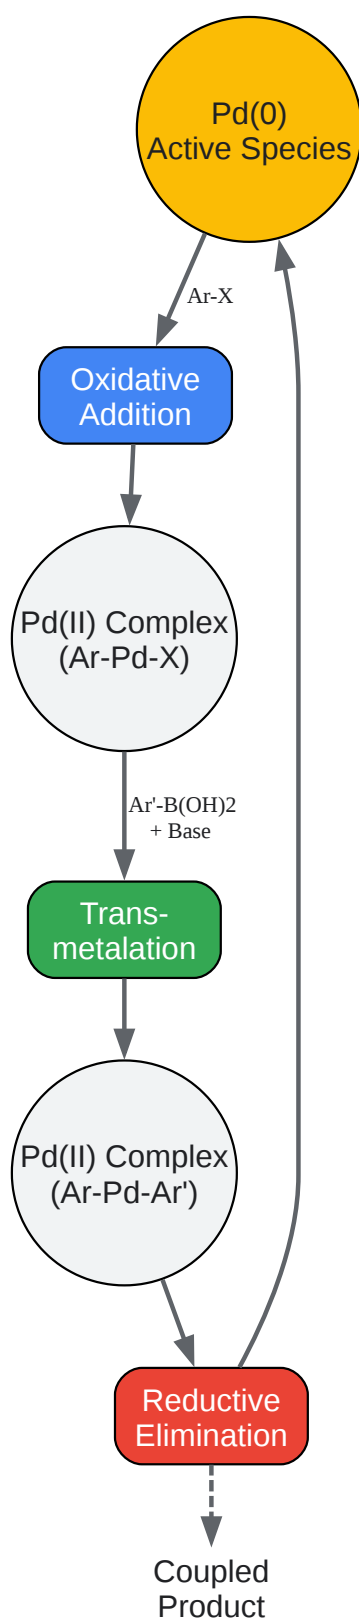 Pd(0)
Active Species
Ar-X
Oxidative
Addition
Pd(II) Complex
(Ar-Pd-X)
Ar'-B(OH)2
+ Base
Trans-
metalation
Pd(II) Complex
(Ar-Pd-Ar')
Reductive
Elimination
Coupled
Product